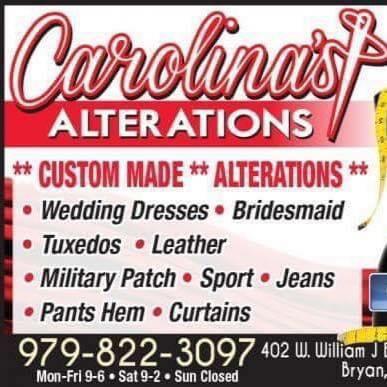 Carolina's
ALTERATIONS
** CUSTOM MADE ** ALTERATIONS **
• Wedding Dresses • Bridesmaid
• Tuxedos • Leather
• Military Patch • Sport • Jeans
• Pants Hem • Curtains
979-822-3097 402 W. William J
Mon-Fri 9-6 • Sat 9-2 • Sun Closed Bryan,